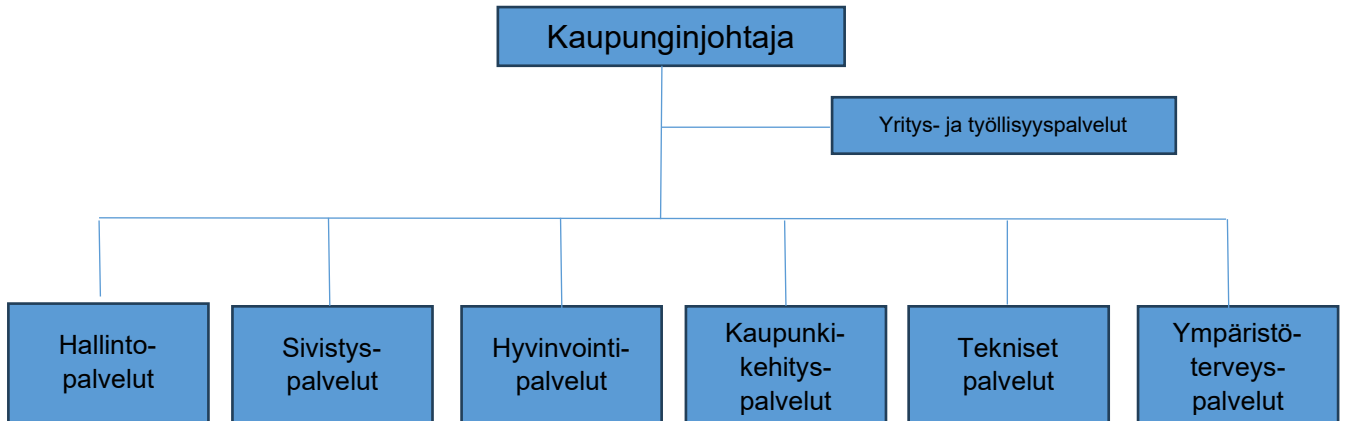 Kaupunginjohtaja
Yritys- ja työllisyyspalvelut
Hallinto-
palvelut
Sivistys-
palvelut
Hyvinvointi-
palvelut
Kaupunki-
kehitys-
palvelut
Tekniset
palvelut
Ympäristö-
terveys-
palvelut